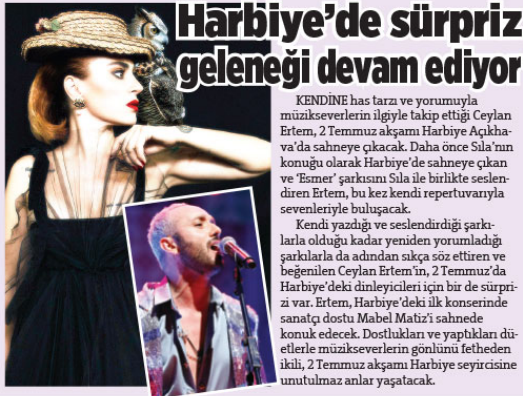 Harbiye'de sürpriz
geleneği devam ediyor
KENDİNE has tarzı ve yorumuyla
müzikseverlerin ilgiyle takip ettiği Ceylan
Ertem, 2 Temmuz akşamı Harbiye Açıkha-
va'da sahneye çıkacak. Daha önce Sıla'nın
konuğu olarak Harbiye'de sahneye çıkan
ve 'Esmer' şarkısını Sıla ile birlikte seslen-
diren Ertem, bu kez kendi repertuvarıyla
sevenleriyle buluşacak.
Kendi yazdığı ve seslendirdiği şarkı-
larla olduğu kadar yeniden yorumladığı
şarkılarla da adından sıkça söz ettiren ve
beğenilen Ceylan Ertem'in, 2 Temmuz'da
Harbiye'deki dinleyicileri için bir de sürpri-
zi var. Ertem, Harbiye'deki ilk konserinde
sanatçı dostu Mabel Matiz'i sahnede
konuk edecek. Dostlukları ve yaptıkları dü-
etlerle müzikseverlerin gönlünü fetheden
ikili, 2 Temmuz akşamı Harbiye seyircisine
unutulmaz anlar yaşatacak.